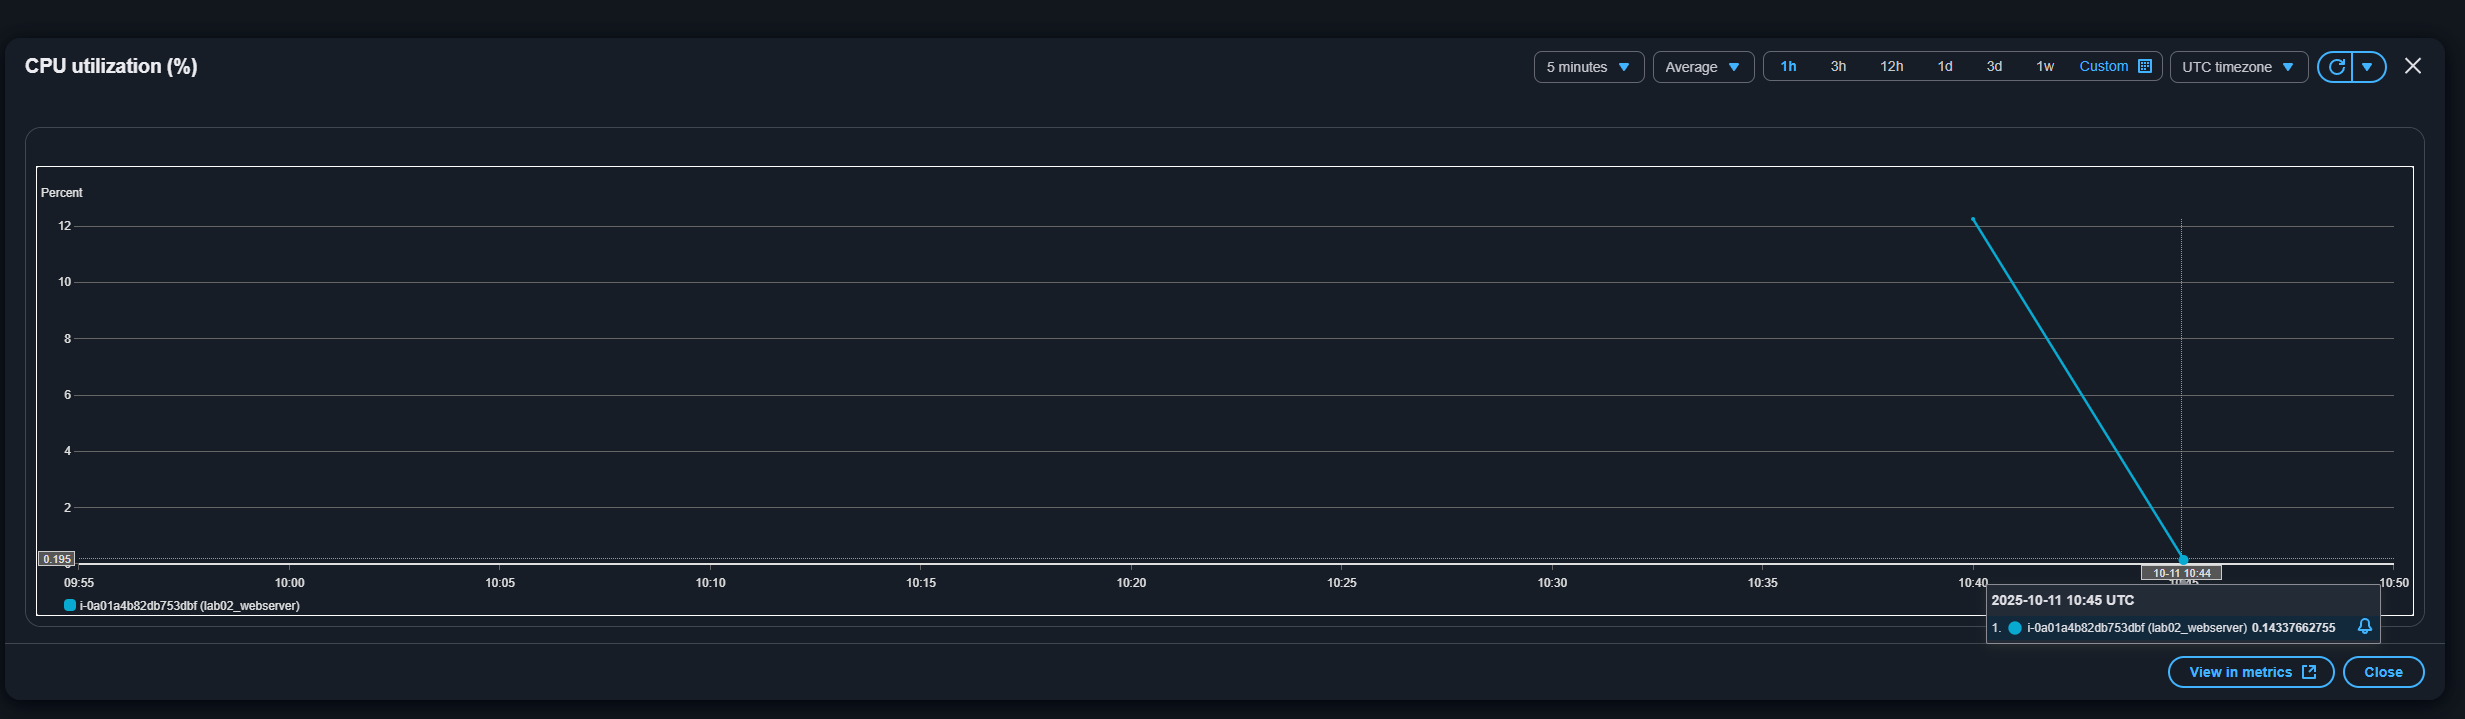 CPU utilization (%)
5 minutes
Average
1h
3h
12h
1d
3d
1w
Custom
UTC timezone
Percent
12
10
8
6
4
2
0.195
09:55
10:00
10:05
10:10
10:15
10:20
10:25
10:30
10:35
10:40
10-11 10:44
10:45
10:50
i-0a01a4b82db753dbf (lab02_webserver)
2025-10-11 10:45 UTC
1. i-0a01a4b82db753dbf (lab02_webserver) 0.14337662755
View in metrics
Close